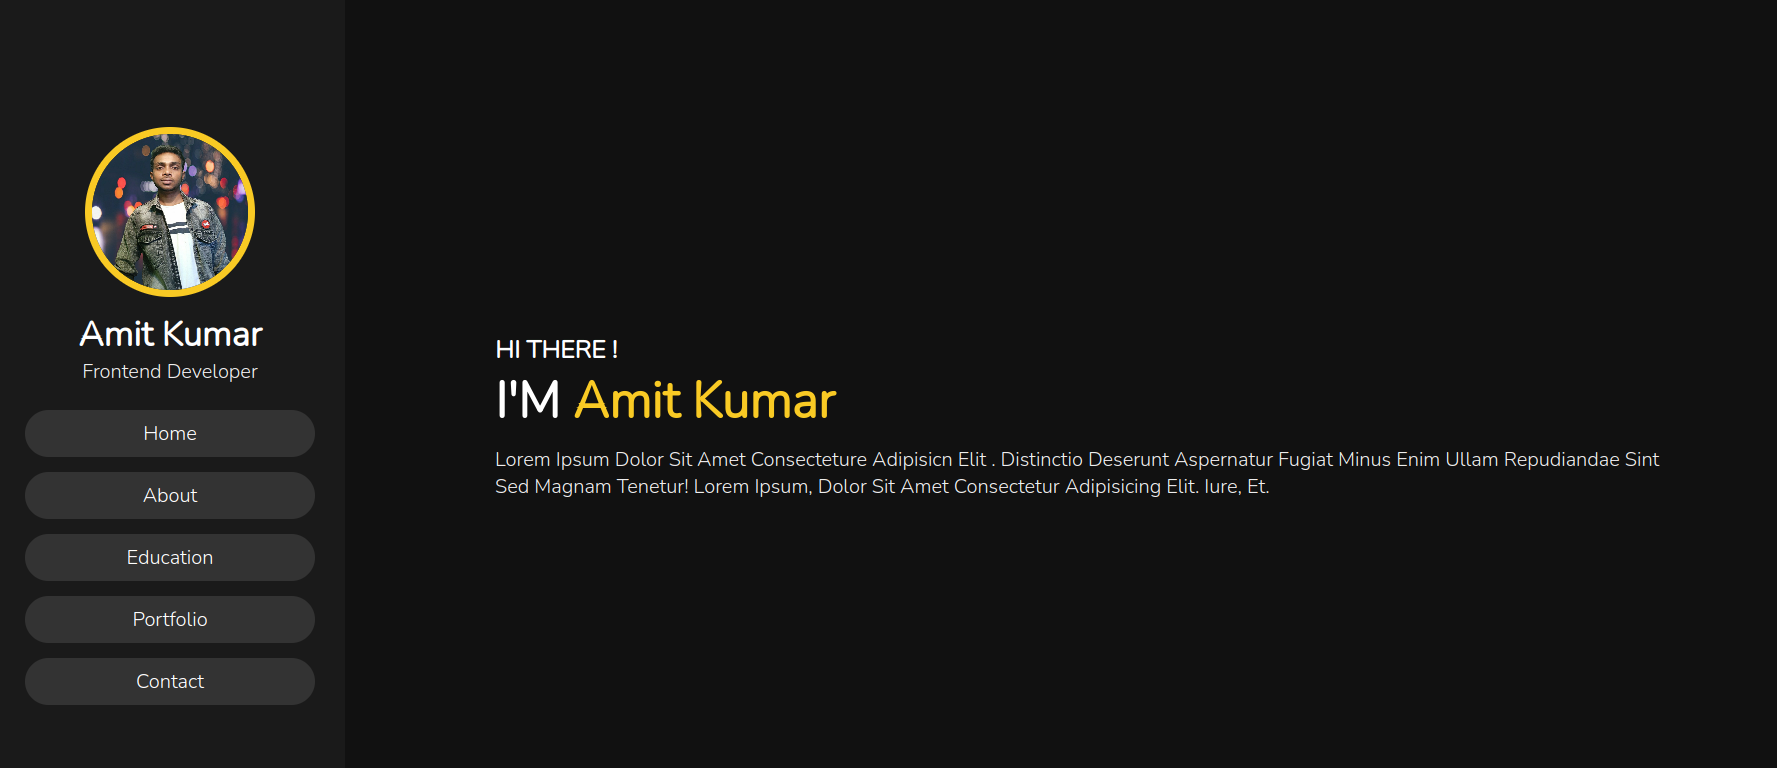 Amit Kumar
Frontend Developer
Home
About
Education
Portfolio
Contact
HI THERE !
I'M Amit Kumar
Lorem Ipsum Dolor Sit Amet Consecteture Adipisicn Elit . Distinctio Deserunt Aspernatur Fugiat Minus Enim Ullam Repudiandae Sint
Sed Magnam Tenetur! Lorem Ipsum, Dolor Sit Amet Consectetur Adipisicing Elit. Iure, Et.